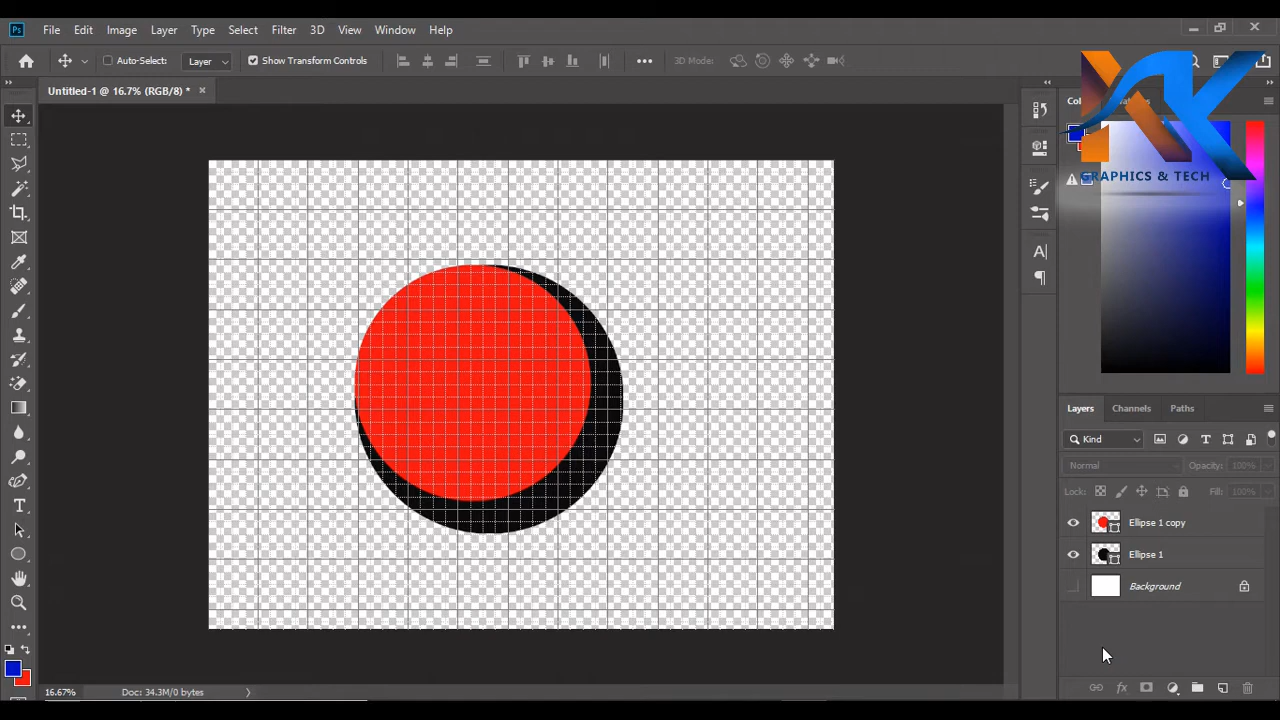 Ps File Edit Image Layer Type Select Filter 3D View Window Help
Auto-Select: Layer Show Transform Controls 3D Mode:
Untitled-1 @ 16.7% (RGB/8) *
GRAPHICS & TECH
Layers Channels Paths
Kind
Normal Opacity: 100%
Lock: Fill: 100%
Ellipse 1 copy
Ellipse 1
Background
16.67% Doc: 34.3M/0 bytes